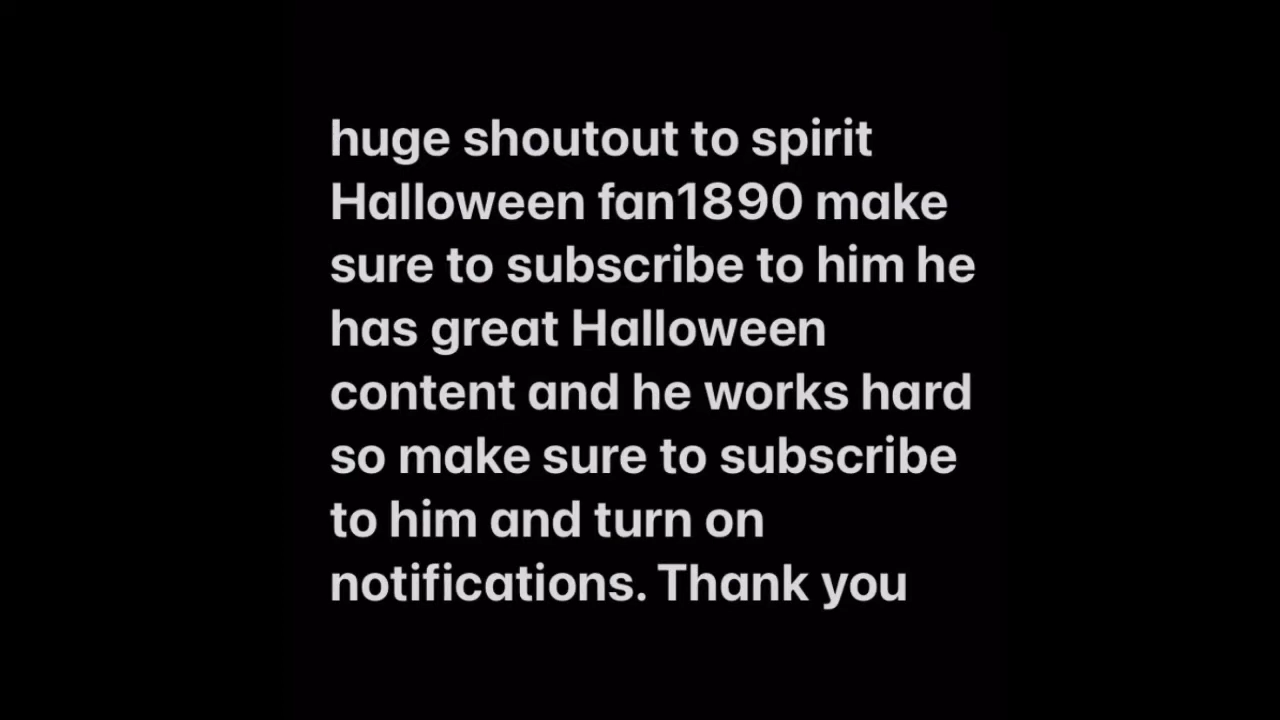 huge shoutout to spirit
Halloween fan1890 make
sure to subscribe to him he
has great Halloween
content and he works hard
so make sure to subscribe
to him and turn on
notifications. Thank you